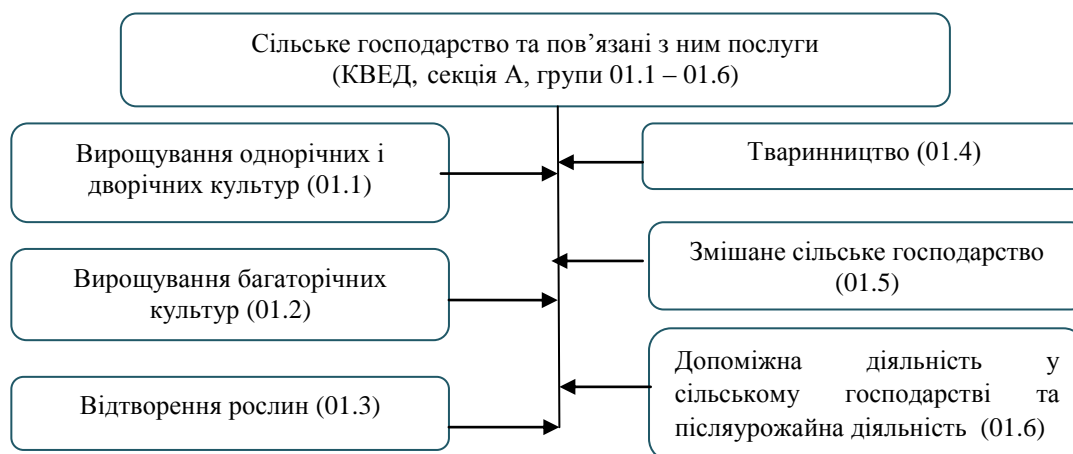 Сільське господарство та пов’язані з ним послуги
(КВЕД, секція А, групи 01.1 – 01.6)
Вирощування однорічних і
дворічних культур (01.1)
Тваринництво (01.4)
Вирощування багаторічних
культур (01.2)
Змішане сільське господарство
(01.5)
Відтворення рослин (01.3)
Допоміжна діяльність у
сільському господарстві та
післяурожайна діяльність (01.6)